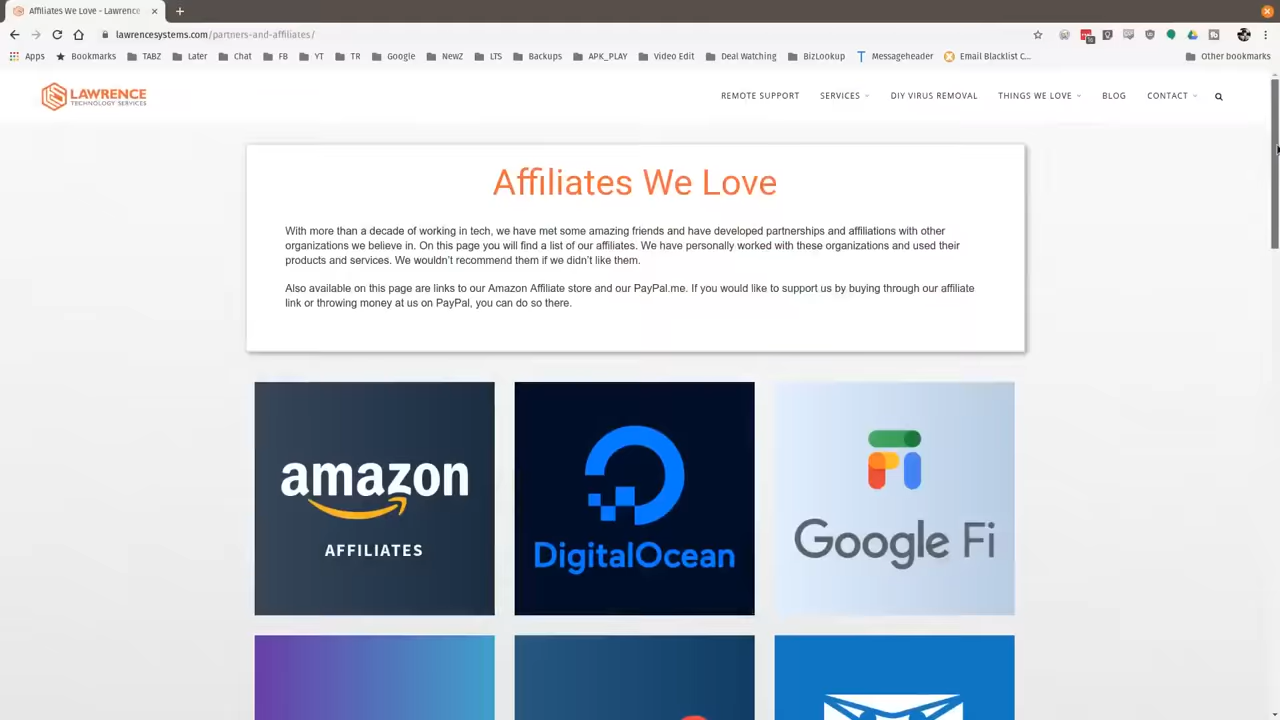 Affiliates We Love - Lawrence
lawrencesystems.com/partners-and-affiliates/
Apps Bookmarks TABZ Later Chat FB YT TR Google NewZ LTS Backups APK_PLAY Video Edit Deal Watching BizLookup Messageheader Email Blacklist C... Other bookmarks
LAWRENCE
TECHNOLOGY SERVICES
REMOTE SUPPORT SERVICES DIY VIRUS REMOVAL THINGS WE LOVE BLOG CONTACT
Affiliates We Love
With more than a decade of working in tech, we have met some amazing friends and have developed partnerships and affiliations with other
organizations we believe in. On this page you will find a list of our affiliates. We have personally worked with these organizations and used their
products and services. We wouldn't recommend them if we didn't like them.
Also available on this page are links to our Amazon Affiliate store and our PayPal.me. If you would like to support us by buying through our affiliate
link or throwing money at us on PayPal, you can do so there.
amazon
AFFILIATES
DigitalOcean
Fi
Google Fi